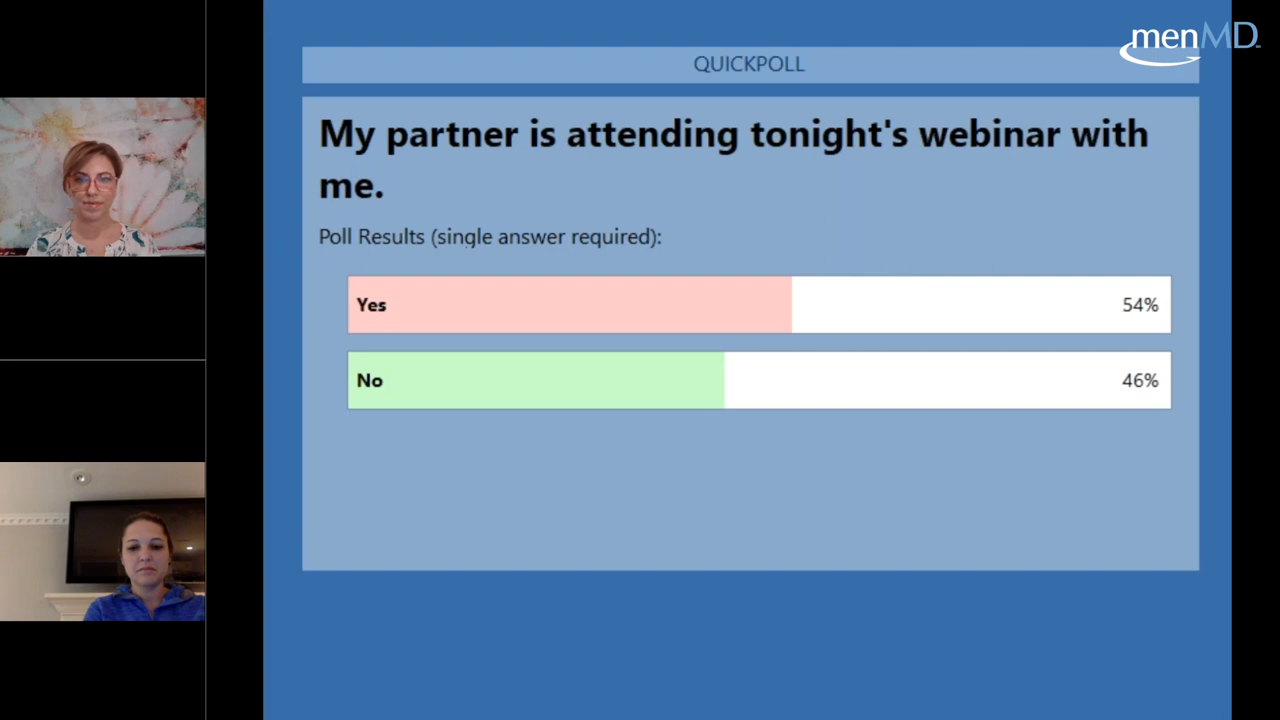 menMD
QUICKPOLL
My partner is attending tonight's webinar with
me.
Poll Results (single answer required):
Yes 54%
No 46%